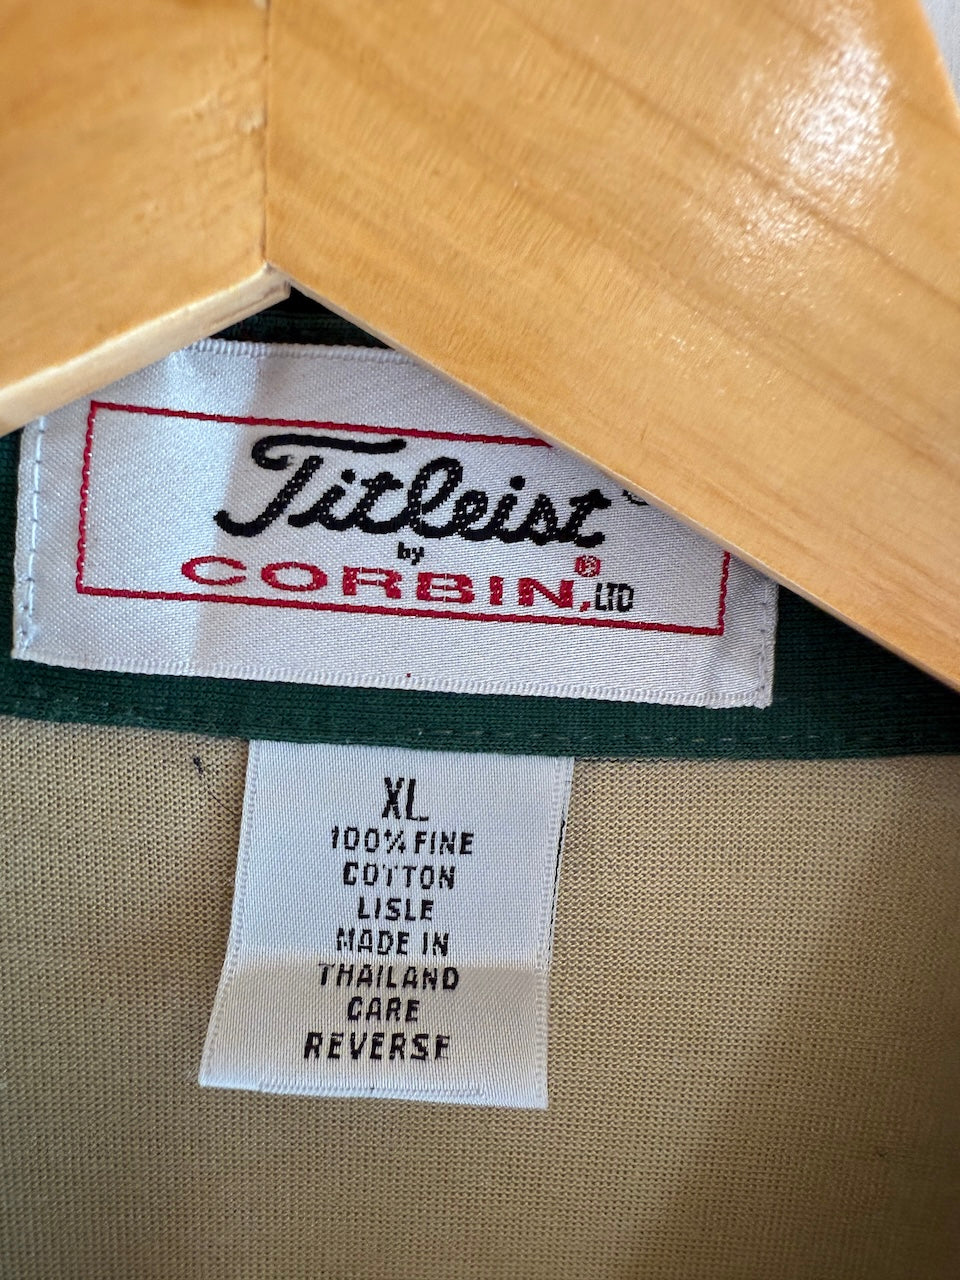 Titleist®
by
CORBIN,® LTD
XL
100% FINE
COTTON
LISLE
MADE IN
THAILAND
CARE
REVERSE